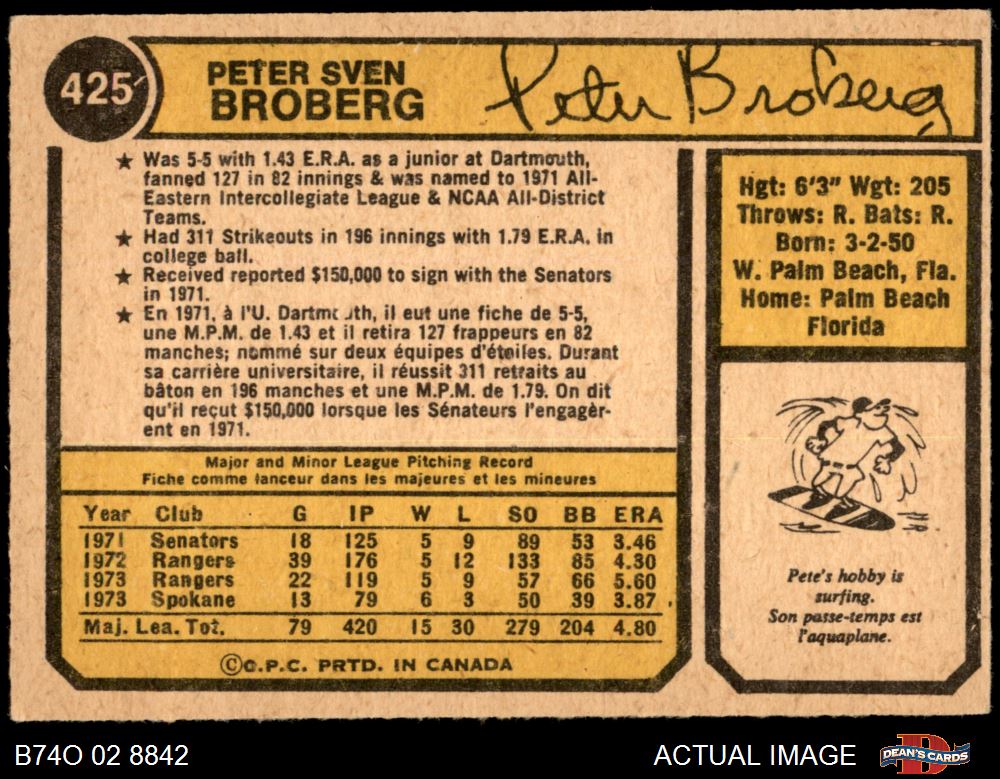 425
PETER SVEN
BROBERG
Peter Broberg
★ Was 5-5 with 1.43 E.R.A. as a junior at Dartmouth,
fanned 127 in 82 innings & was named to 1971 All-
Eastern Intercollegiate League & NCAA All-District
Teams.
★ Had 311 Strikeouts in 196 innings with 1.79 E.R.A. in
college ball.
★ Received reported $150,000 to sign with the Senators
in 1971.
★ En 1971, à l'U. Dartmouth, il eut une fiche de 5-5,
une M.P.M. de 1.43 et il retira 127 frappeurs en 82
manches; nommé sur deux équipes d'étoiles. Durant
sa carrière universitaire, il réussit 311 retraits au
bâton en 196 manches et une M.P.M. de 1.79. On dit
qu'il reçut $150,000 lorsque les Sénateurs l'engagèr-
ent en 1971.
Hgt: 6'3" Wgt: 205
Throws: R. Bats: R.
Born: 3-2-50
W. Palm Beach, Fla.
Home: Palm Beach
Florida
Major and Minor League Pitching Record
Fiche comme lanceur dans les majeures et les mineures
Year Club G IP W L SO BB ERA
1971 Senators 18 125 5 9 89 53 3.46
1972 Rangers 39 176 5 12 133 85 4.30
1973 Rangers 22 119 5 9 57 66 5.60
1973 Spokane 13 79 6 3 50 39 3.87
Maj. Lea. Tot. 79 420 15 30 279 204 4.80
©O.P.C. PRTD. IN CANADA
Pete's hobby is
surfing.
Son passe-temps est
l'aquaplane.
B74O 02 8842
ACTUAL IMAGE
DEAN'S CARDS